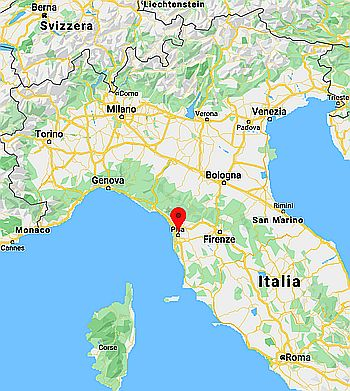 Liechtenstein
Berna
Svizzera
Como
Milano
Verona
Venezia
Trieste
Padova
Torino
Genova
Bologna
Rimini
San Marino
Monaco
Cannes
Pisa
Firenze
Italia
Corse
Roma